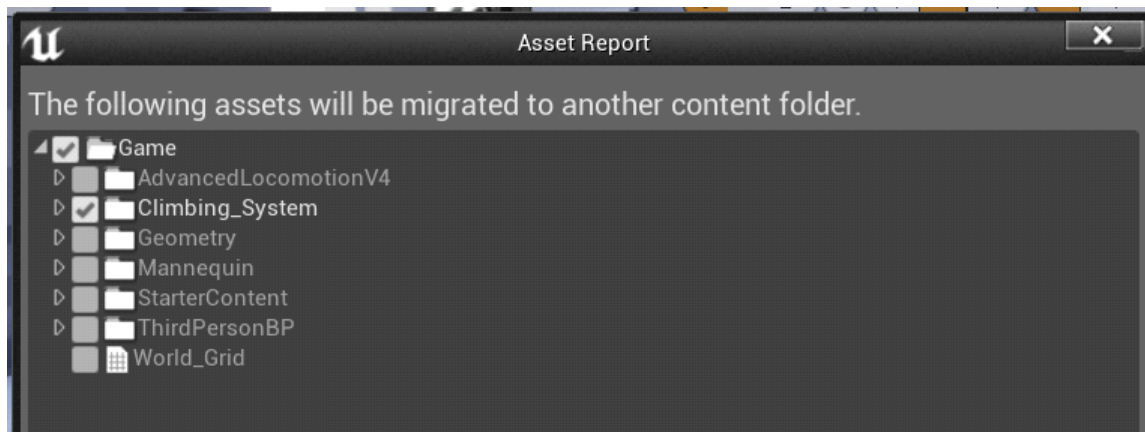 Asset Report
The following assets will be migrated to another content folder.
Game
AdvancedLocomotionV4
Climbing_System
Geometry
Mannequin
StarterContent
ThirdPersonBP
World_Grid